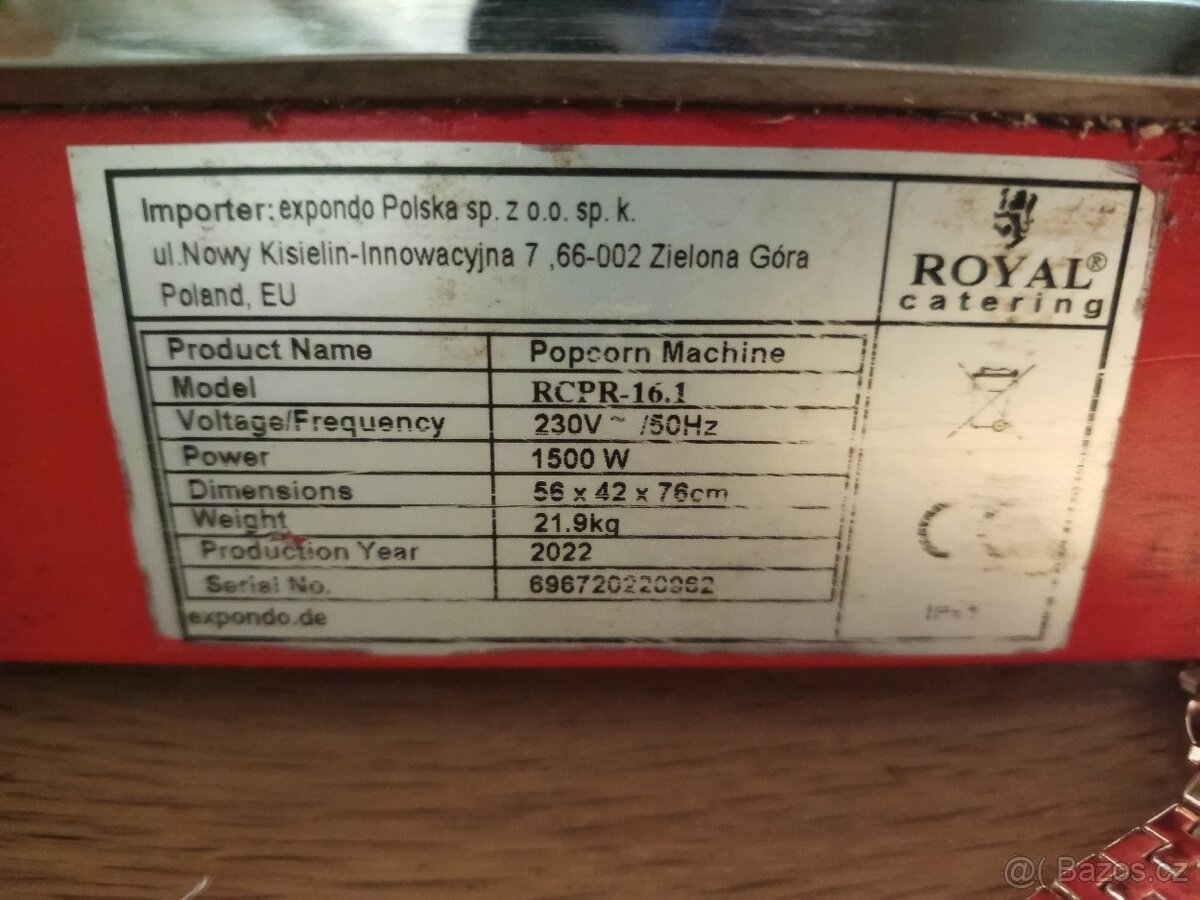 Importer: expondo Polska sp. z o.o. sp. k.
ul.Nowy Kisielin-Innowacyjna 7 ,66-002 Zielona Góra
Poland, EU
ROYAL®
catering
Product Name Popcorn Machine
Model RCPR-16.1
Voltage/Frequency 230V ~ /50Hz
Power 1500 W
Dimensions 56 x 42 x 76cm
Weight 21.9kg
Production Year 2022
Serial No.
expondo.de
CE
@( Bazoš.cz